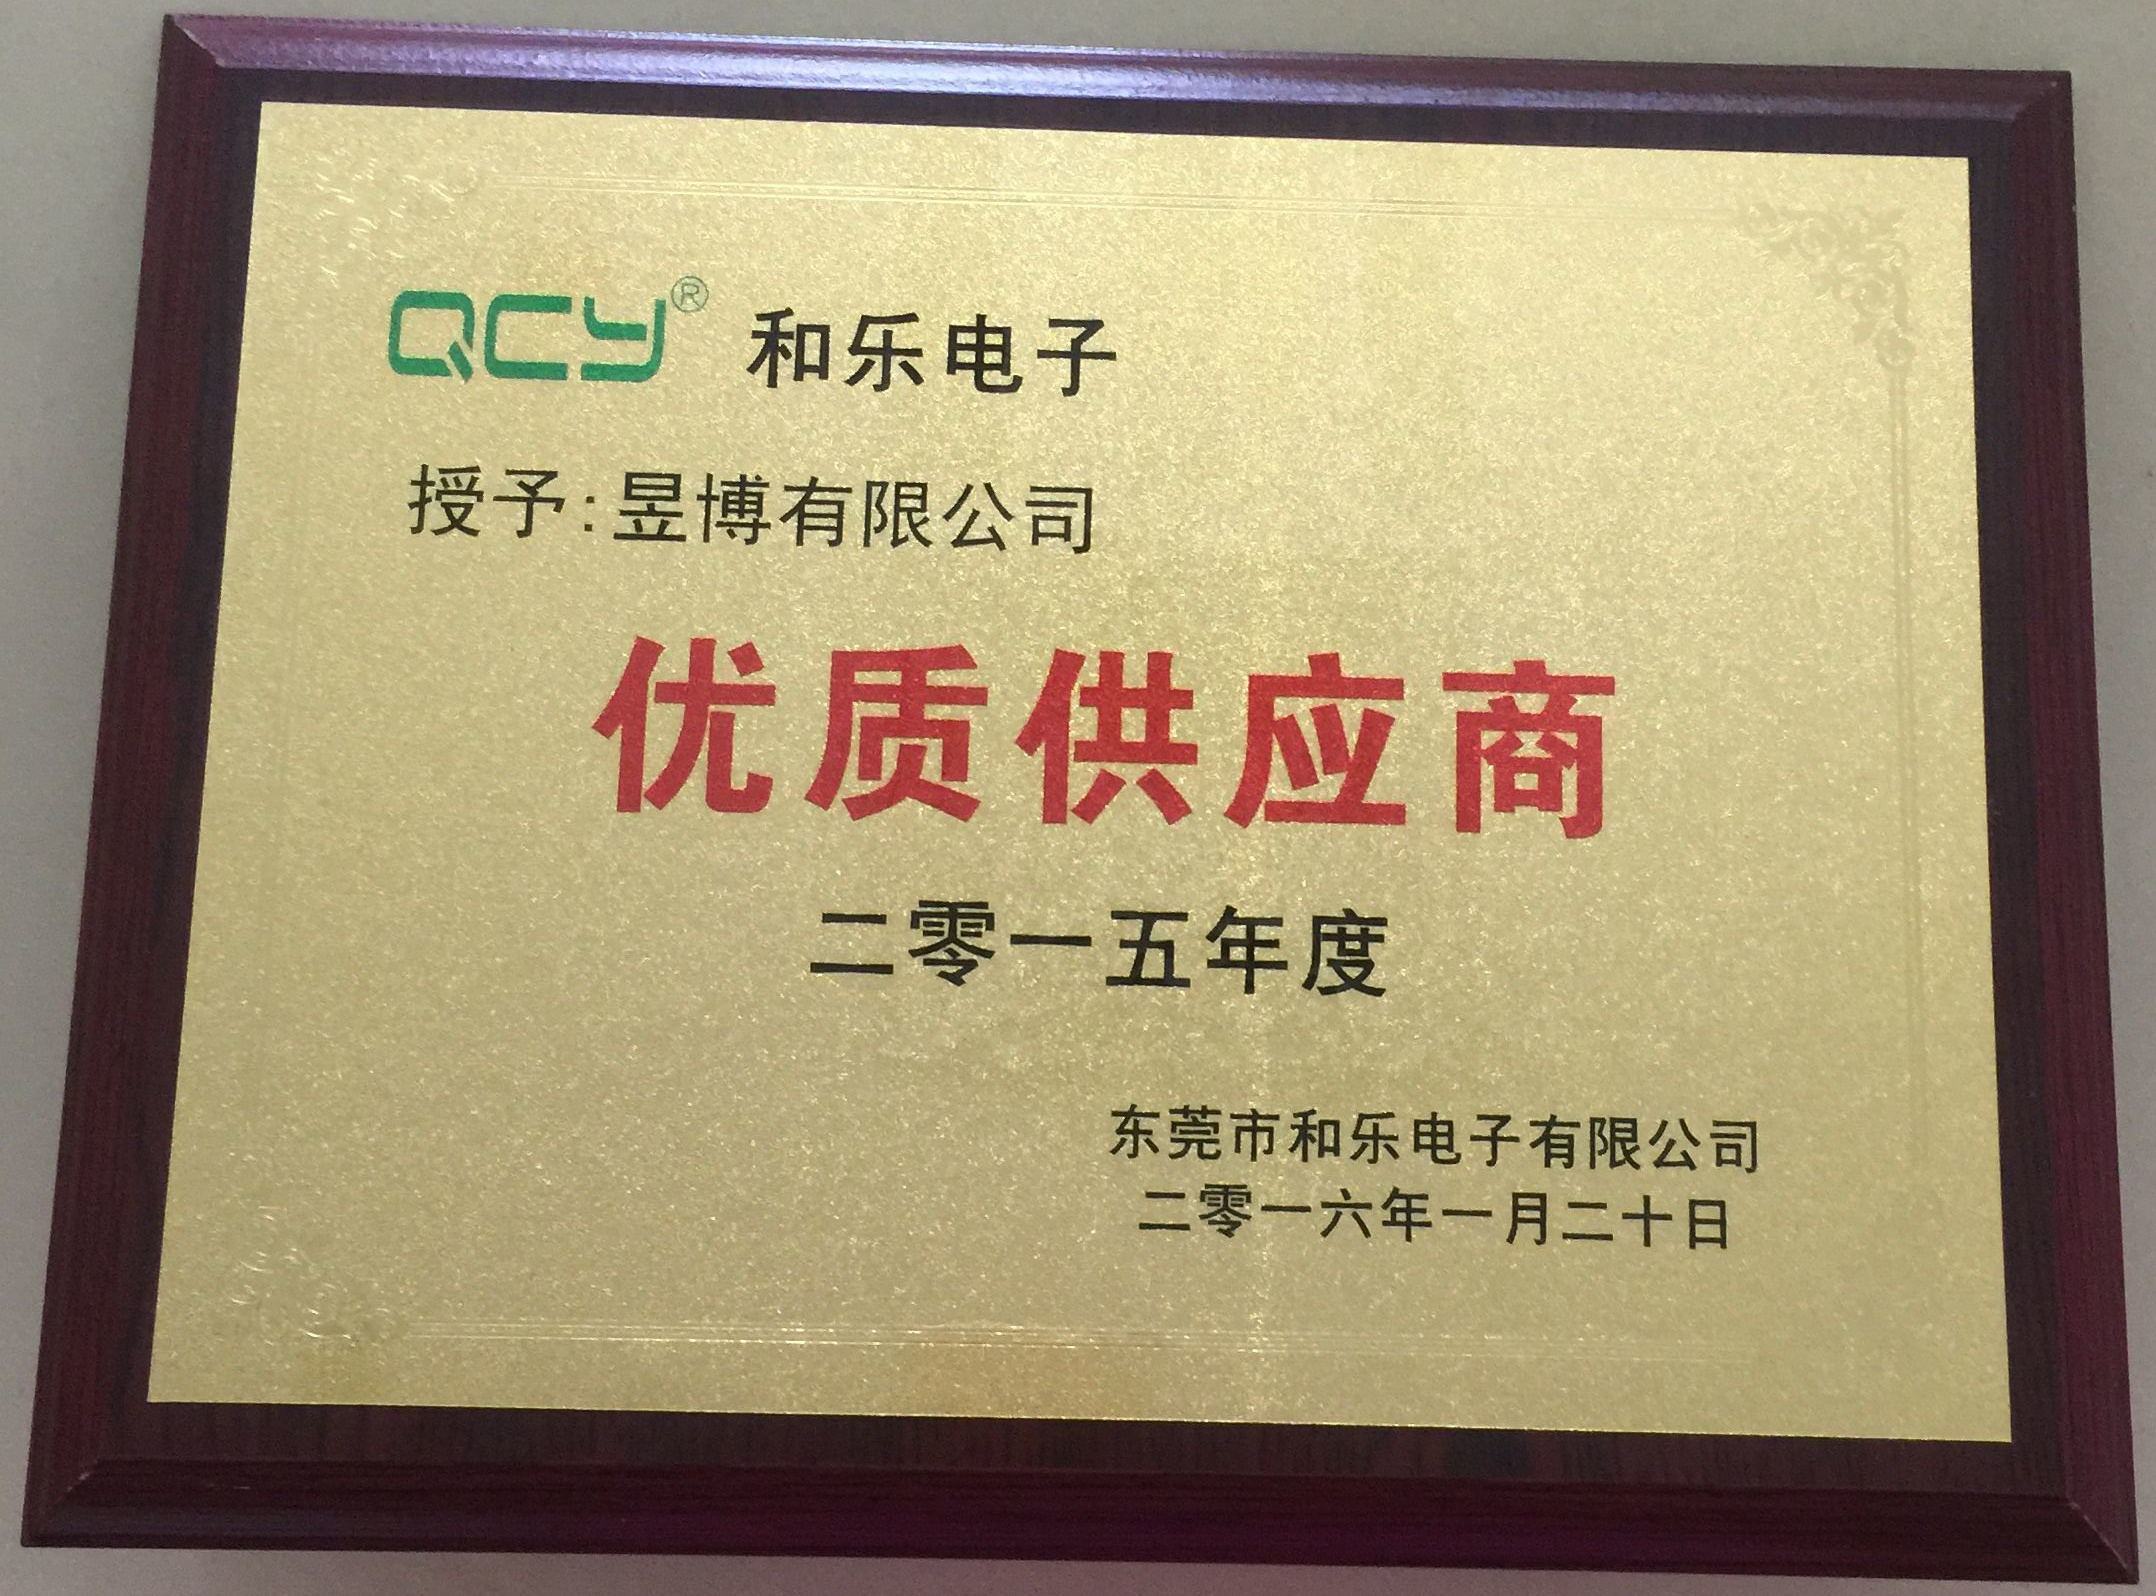 QCY® 和乐电子
授予:昱博有限公司
优质供应商
二零一五年度
东莞市和乐电子有限公司
二零一六年一月二十日